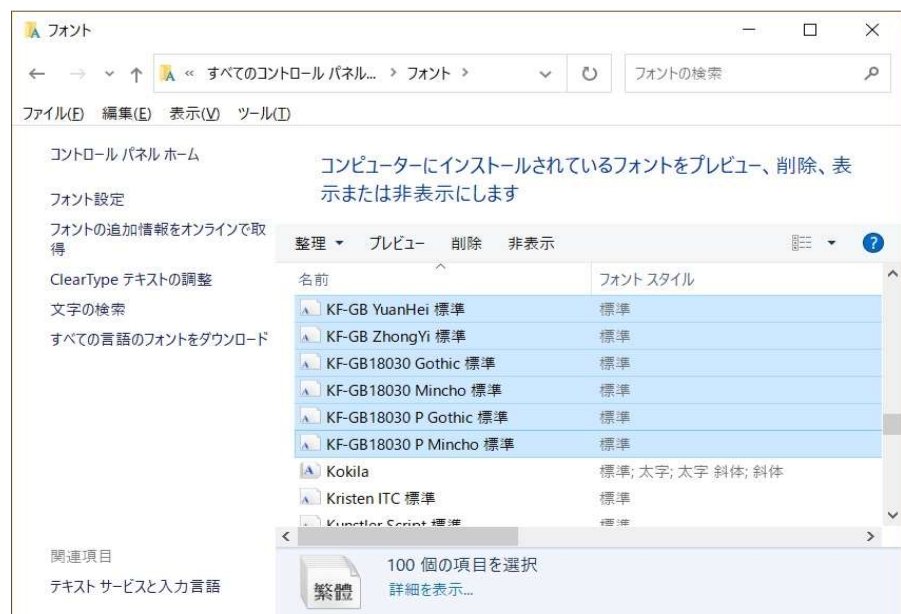 フォント
« すべてのコントロール パネル... > フォント >
フォントの検索
ファイル(F) 編集(E) 表示(V) ツール(T)
コントロール パネル ホーム
フォント設定
フォントの追加情報をオンラインで取
得
ClearType テキストの調整
文字の検索
すべての言語のフォントをダウンロード
関連項目
テキスト サービスと入力言語
コンピューターにインストールされているフォントをプレビュー、削除、表
示または非表示にします
整理 プレビュー 削除 非表示
名前 フォント スタイル
KF-GB YuanHei 標準 標準
KF-GB ZhongYi 標準 標準
KF-GB18030 Gothic 標準 標準
KF-GB18030 Mincho 標準 標準
KF-GB18030 P Gothic 標準 標準
KF-GB18030 P Mincho 標準 標準
Kokila 標準; 太字; 太字 斜体; 斜体
Kristen ITC 標準 標準
Kunstler Script 標準 標準
繁體
100 個の項目を選択
詳細を表示...